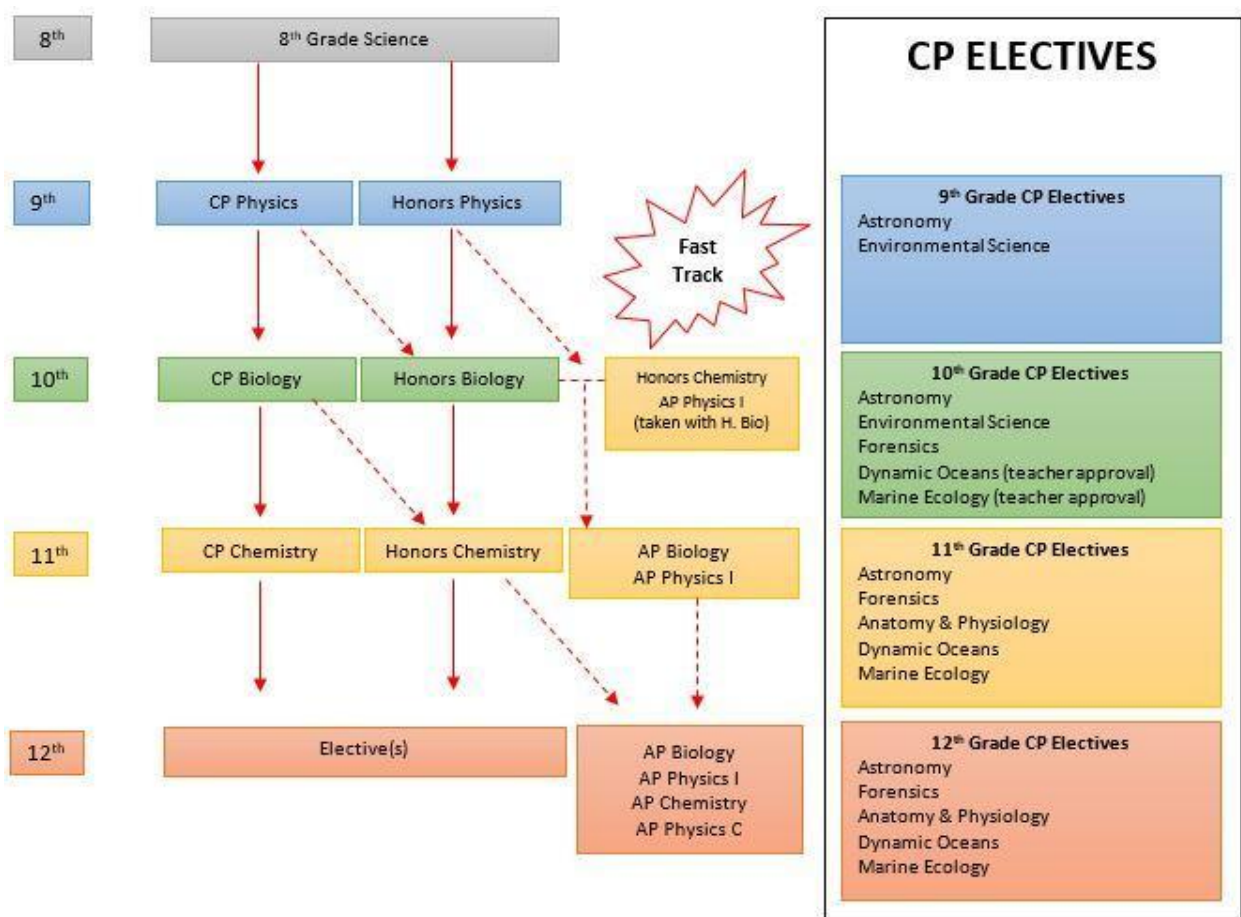 8th
8th Grade Science
9th
CP Physics
Honors Physics
Fast
Track
10th
CP Biology
Honors Biology
Honors Chemistry
AP Physics I
(taken with H. Bio)
11th
CP Chemistry
Honors Chemistry
AP Biology
AP Physics I
12th
Elective(s)
AP Biology
AP Physics I
AP Chemistry
AP Physics C
CP ELECTIVES
9th Grade CP Electives
Astronomy
Environmental Science
10th Grade CP Electives
Astronomy
Environmental Science
Forensics
Dynamic Oceans (teacher approval)
Marine Ecology (teacher approval)
11th Grade CP Electives
Astronomy
Forensics
Anatomy & Physiology
Dynamic Oceans
Marine Ecology
12th Grade CP Electives
Astronomy
Forensics
Anatomy & Physiology
Dynamic Oceans
Marine Ecology